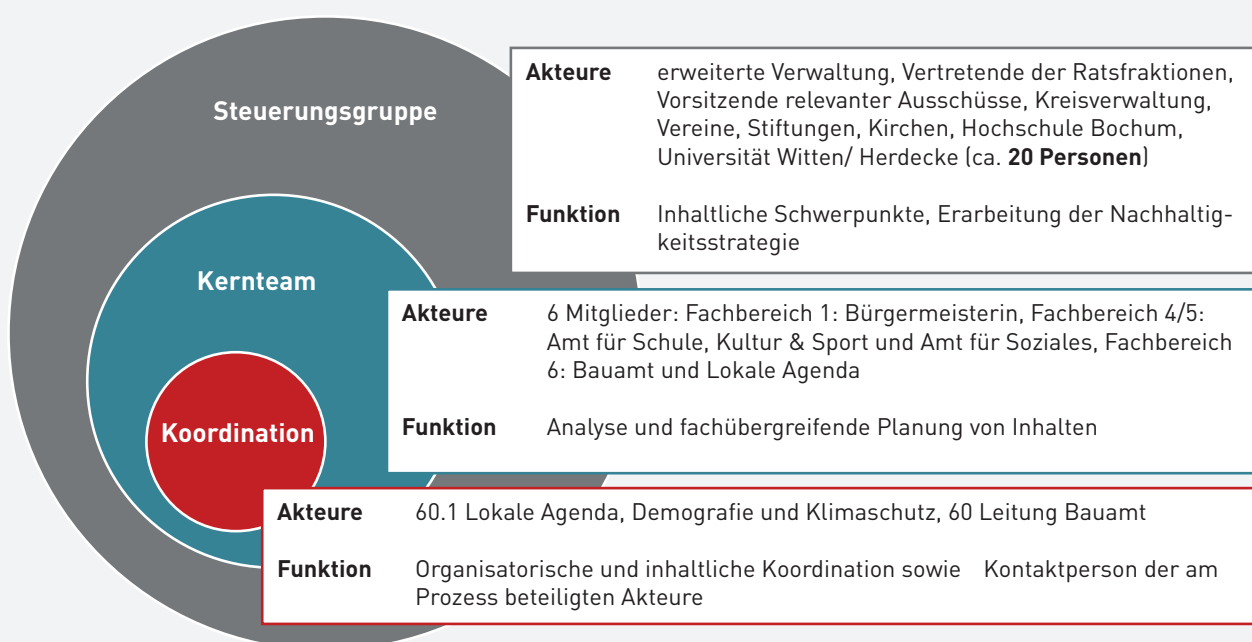 Steuerungsgruppe
Akteure erweiterte Verwaltung, Vertretende der Ratsfraktionen,
Vorsitzende relevanter Ausschüsse, Kreisverwaltung,
Vereine, Stiftungen, Kirchen, Hochschule Bochum,
Universität Witten/ Herdecke (ca. 20 Personen)
Funktion Inhaltliche Schwerpunkte, Erarbeitung der Nachhaltig-
keitsstrategie
Kernteam
Akteure 6 Mitglieder: Fachbereich 1: Bürgermeisterin, Fachbereich 4/5:
Amt für Schule, Kultur & Sport und Amt für Soziales, Fachbereich
6: Bauamt und Lokale Agenda
Funktion Analyse und fachübergreifende Planung von Inhalten
Koordination
Akteure 60.1 Lokale Agenda, Demografie und Klimaschutz, 60 Leitung Bauamt
Funktion Organisatorische und inhaltliche Koordination sowie Kontaktperson der am
Prozess beteiligten Akteure